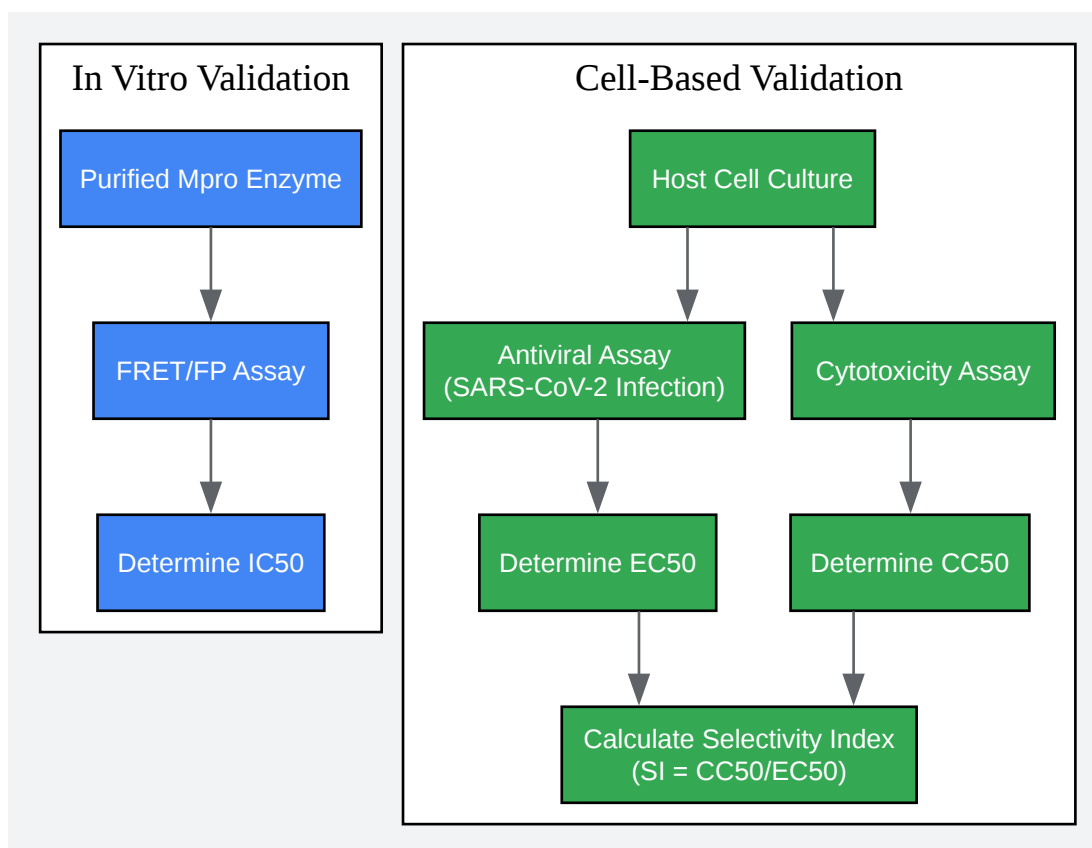 In Vitro Validation
Purified Mpro Enzyme
FRET/FP Assay
Determine IC50
Cell-Based Validation
Host Cell Culture
Antiviral Assay
(SARS-CoV-2 Infection)
Cytotoxicity Assay
Determine EC50
Determine CC50
Calculate Selectivity Index
(SI = CC50/EC50)